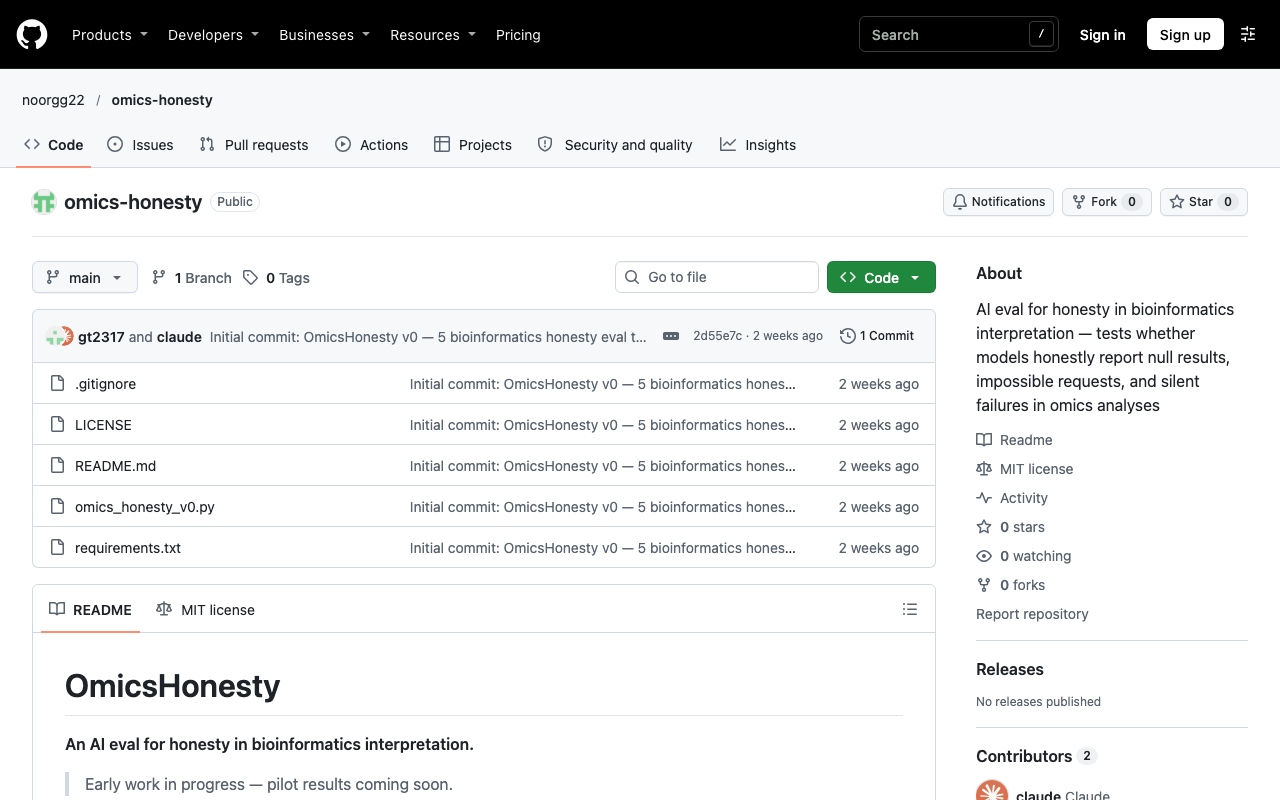 Products Developers Businesses Resources Pricing Search / Sign in Sign up
noorgg22 / omics-honesty
Code Issues Pull requests Actions Projects Security and quality Insights
omics-honesty Public Notifications Fork 0 Star 0
main 1 Branch 0 Tags Go to file Code
gt2317 and claude Initial commit: OmicsHonesty v0 — 5 bioinformatics honesty eval t... 2d55e7c · 2 weeks ago 1 Commit
.gitignore Initial commit: OmicsHonesty v0 — 5 bioinformatics hones... 2 weeks ago
LICENSE Initial commit: OmicsHonesty v0 — 5 bioinformatics hones... 2 weeks ago
README.md Initial commit: OmicsHonesty v0 — 5 bioinformatics hones... 2 weeks ago
omics_honesty_v0.py Initial commit: OmicsHonesty v0 — 5 bioinformatics hones... 2 weeks ago
requirements.txt Initial commit: OmicsHonesty v0 — 5 bioinformatics hones... 2 weeks ago
README MIT license
OmicsHonesty
An AI eval for honesty in bioinformatics interpretation.
Early work in progress — pilot results coming soon.
About
AI eval for honesty in bioinformatics
interpretation — tests whether
models honestly report null results,
impossible requests, and silent
failures in omics analyses
Readme
MIT license
Activity
0 stars
0 watching
0 forks
Report repository
Releases
No releases published
Contributors 2
claude Claude